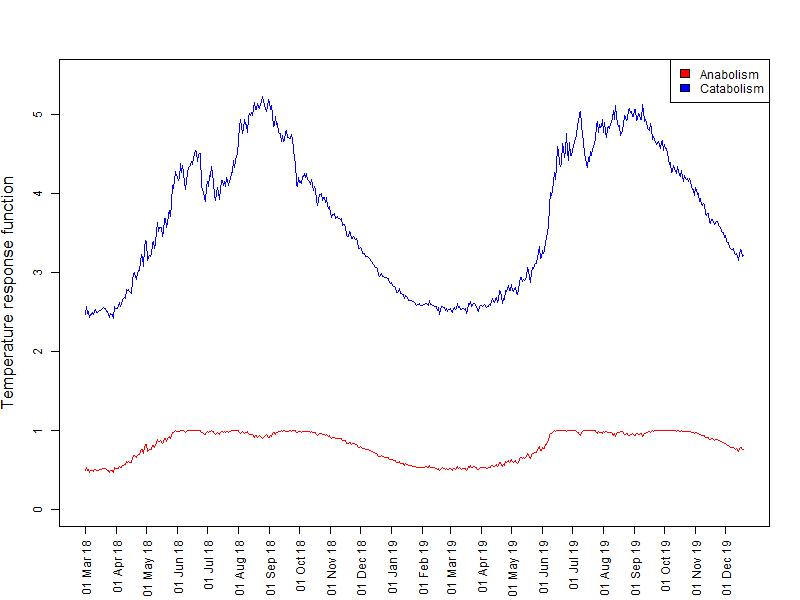 Anabolism
Catabolism
Temperature response function
5
4
3
2
1
0
01 Mar 18
01 Apr 18
01 May 18
01 Jun 18
01 Jul 18
01 Aug 18
01 Sep 18
01 Oct 18
01 Nov 18
01 Dec 18
01 Jan 19
01 Feb 19
01 Mar 19
01 Apr 19
01 May 19
01 Jun 19
01 Jul 19
01 Aug 19
01 Sep 19
01 Oct 19
01 Nov 19
01 Dec 19